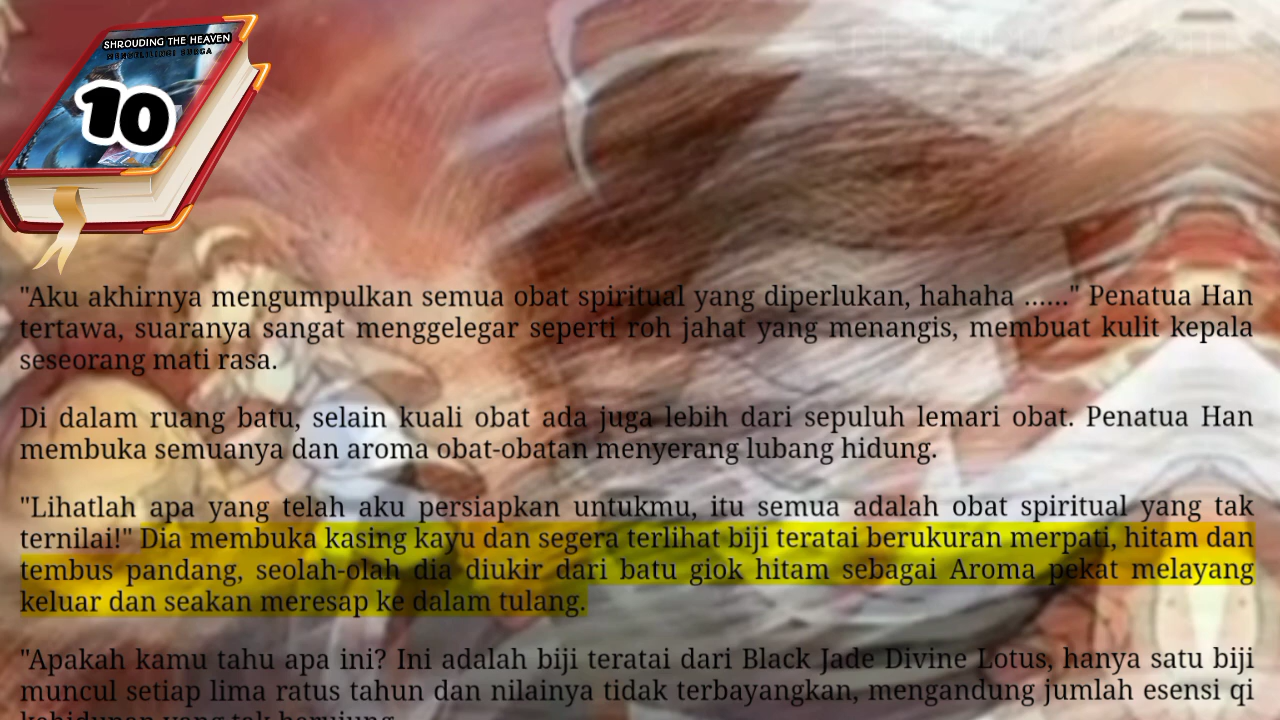 SHROUDING THE HEAVEN
10
"Aku akhirnya mengumpulkan semua obat spiritual yang diperlukan, hahaha ......" Penatua Han
tertawa, suaranya sangat menggelegar seperti roh jahat yang menangis, membuat kulit kepala
seseorang mati rasa.
Di dalam ruang batu, selain kuali obat ada juga lebih dari sepuluh lemari obat. Penatua Han
membuka semuanya dan aroma obat-obatan menyerang lubang hidung.
"Lihatlah apa yang telah aku persiapkan untukmu, itu semua adalah obat spiritual yang tak
ternilai!" Dia membuka kasing kayu dan segera terlihat biji teratai berukuran merpati, hitam dan
tembus pandang, seolah-olah dia diukir dari batu giok hitam sebagai Aroma pekat melayang
keluar dan seakan meresap ke dalam tulang.
"Apakah kamu tahu apa ini? Ini adalah biji teratai dari Black Jade Divine Lotus, hanya satu biji
muncul setiap lima ratus tahun dan nilainya tidak terbayangkan, mengandung jumlah esensi qi
kehidupan yang tak berujung.